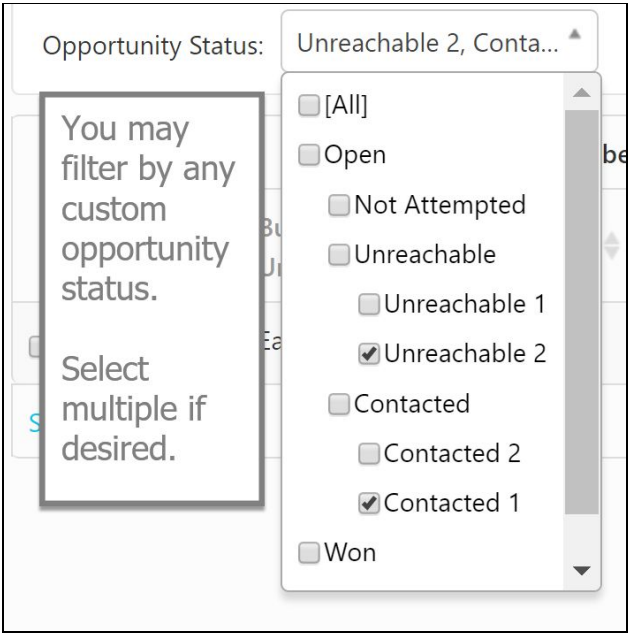 Opportunity Status:
Unreachable 2, Conta...
You may
filter by any
custom
opportunity
status.
Select
multiple if
desired.
[All]
Open
Not Attempted
Unreachable
Unreachable 1
Unreachable 2
Contacted
Contacted 2
Contacted 1
Won